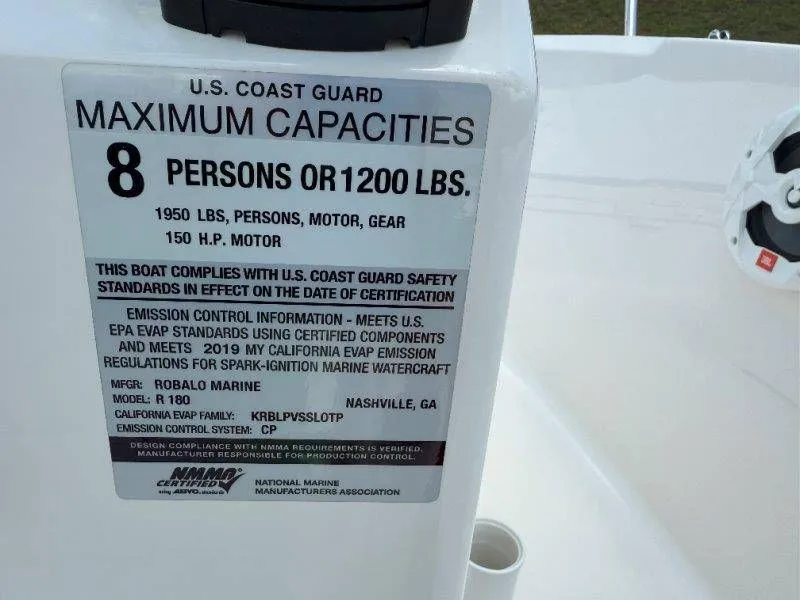 U.S. COAST GUARD
MAXIMUM CAPACITIES
8 PERSONS OR 1200 LBS.
1950 LBS, PERSONS, MOTOR, GEAR
150 H.P. MOTOR
THIS BOAT COMPLIES WITH U.S. COAST GUARD SAFETY
STANDARDS IN EFFECT ON THE DATE OF CERTIFICATION
EMISSION CONTROL INFORMATION - MEETS U.S.
EPA EVAP STANDARDS USING CERTIFIED COMPONENTS
AND MEETS 2019 MY CALIFORNIA EVAP EMISSION
REGULATIONS FOR SPARK-IGNITION MARINE WATERCRAFT
MFGR: ROBALO MARINE
MODEL: R 180 NASHVILLE, GA
CALIFORNIA EVAP FAMILY: KRBLPVSSLOTP
EMISSION CONTROL SYSTEM: CP
DESIGN COMPLIANCE WITH NMMA REQUIREMENTS IS VERIFIED.
MANUFACTURER RESPONSIBLE FOR PRODUCTION CONTROL.
NMMA
CERTIFIED
NATIONAL MARINE
MANUFACTURERS ASSOCIATION
JBL